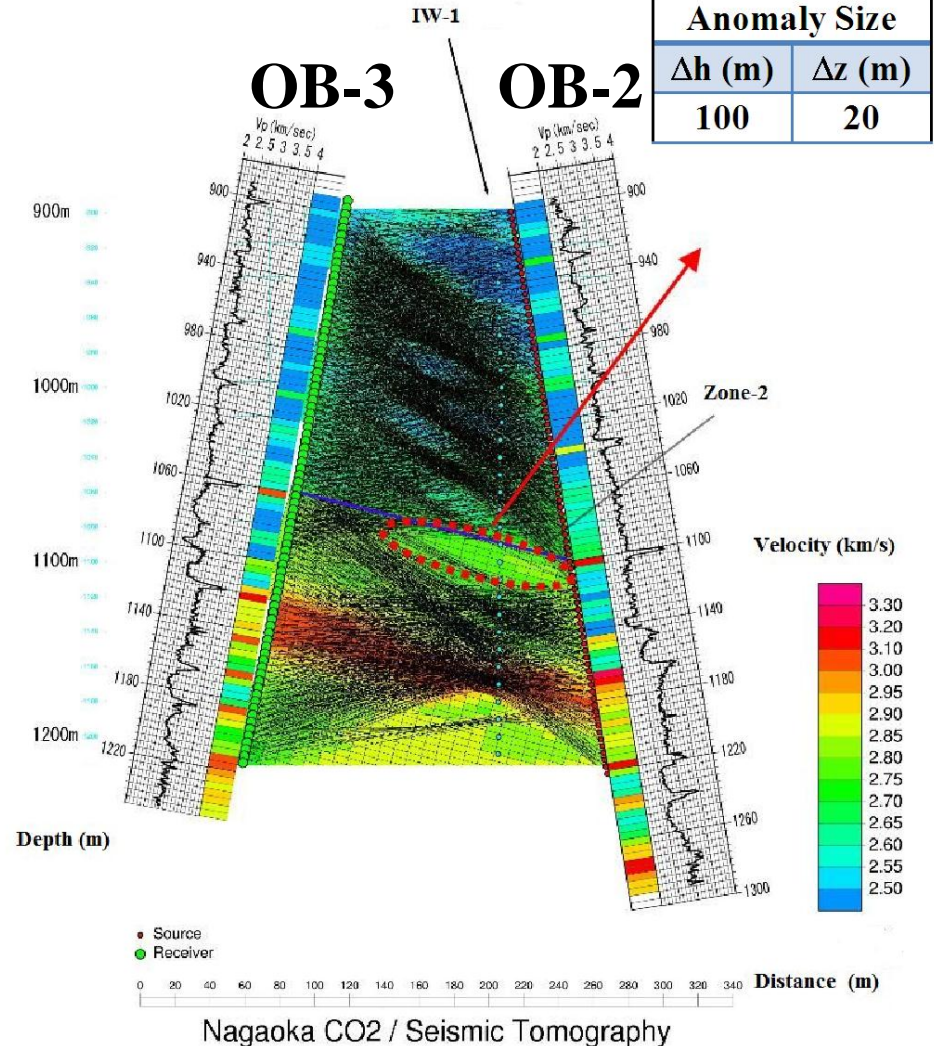 IW-1
Anomaly Size
Δh (m) Δz (m)
100 20
OB-3 OB-2
Vp (km/sec)
2 2.5 3 3.5 4
Vp (km/sec)
2 2.5 3 3.5 4
900m
1000m
1100m
1200m
900
940
980
1020
1060
1100
1140
1180
1220
900
940
980
1020
1060
1100
1140
1180
1220
1260
1300
Zone-2
Velocity (km/s)
3.30
3.20
3.10
3.00
2.95
2.90
2.85
2.80
2.75
2.70
2.65
2.60
2.55
2.50
Depth (m)
Source
Receiver
0 20 40 60 80 100 120 140 160 180 200 220 240 260 280 300 320 340
Distance (m)
Nagaoka CO2 / Seismic Tomography